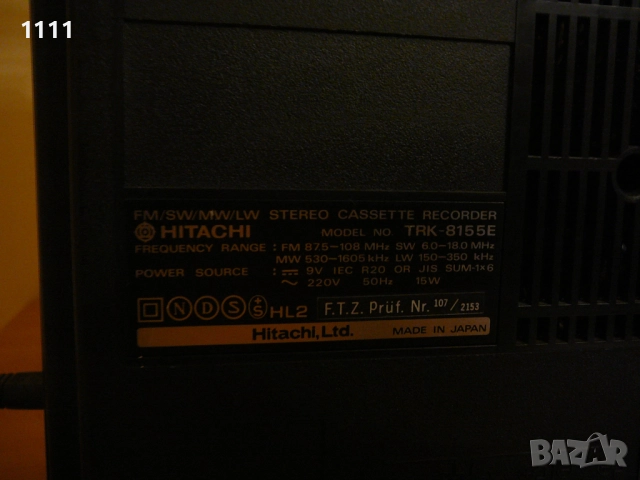 1111
FM/SW/MW/LW STEREO CASSETTE RECORDER
HITACHI MODEL NO. TRK-8155E
FREQUENCY RANGE : FM 87.5-108 MHz SW 6.0-18.0 MHz
MW 530-1605 kHz LW 150-350 kHz
POWER SOURCE : 9V IEC R20 OR JIS SUM-1×6
~ 220V 50Hz 15W
N D S S HL2 F.T.Z. Prüf. Nr. 107/2153
Hitachi, Ltd. MADE IN JAPAN
BAZAR